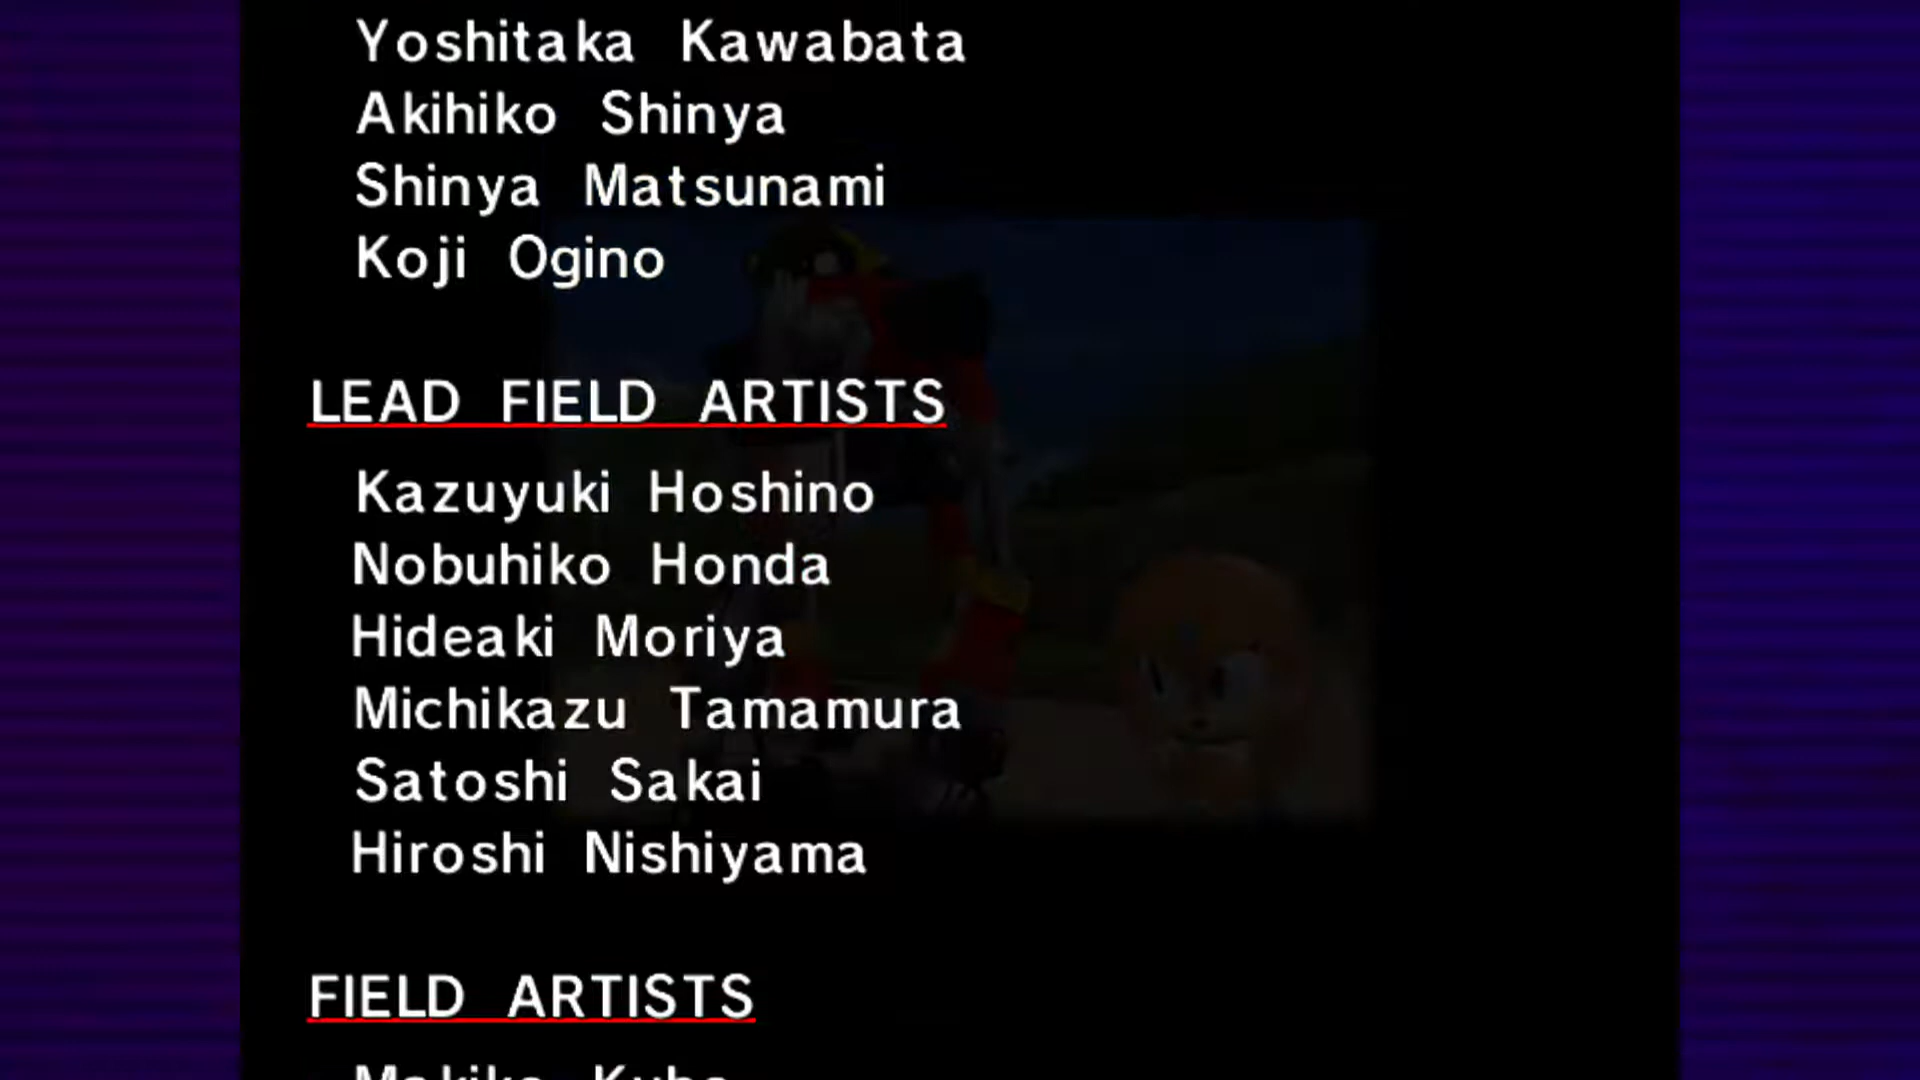 Yoshitaka Kawabata
Akihiko Shinya
Shinya Matsunami
Koji Ogino
LEAD FIELD ARTISTS
Kazuyuki Hoshino
Nobuhiko Honda
Hideaki Moriya
Michikazu Tamamura
Satoshi Sakai
Hiroshi Nishiyama
FIELD ARTISTS